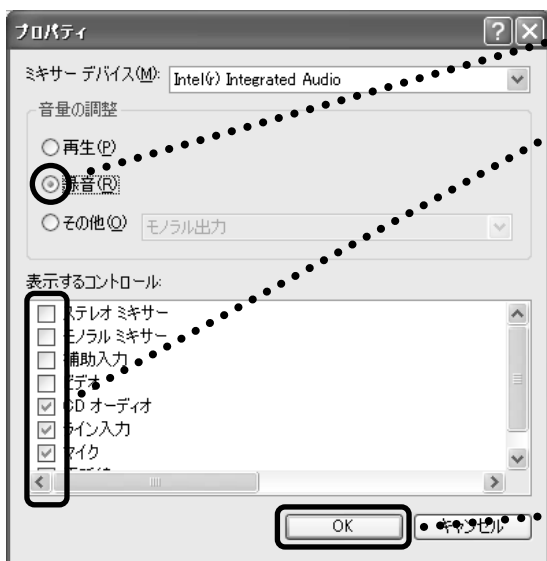 プロパティ
ミキサー デバイス(M): Intel(r) Integrated Audio
音量の調整
再生(P)
録音(R)
その他(O) モノラル出力
表示するコントロール:
ステレオ ミキサー
モノラル ミキサー
補助入力
ビデオ
CD オーディオ
ライン入力
マイク
OK キャンセル